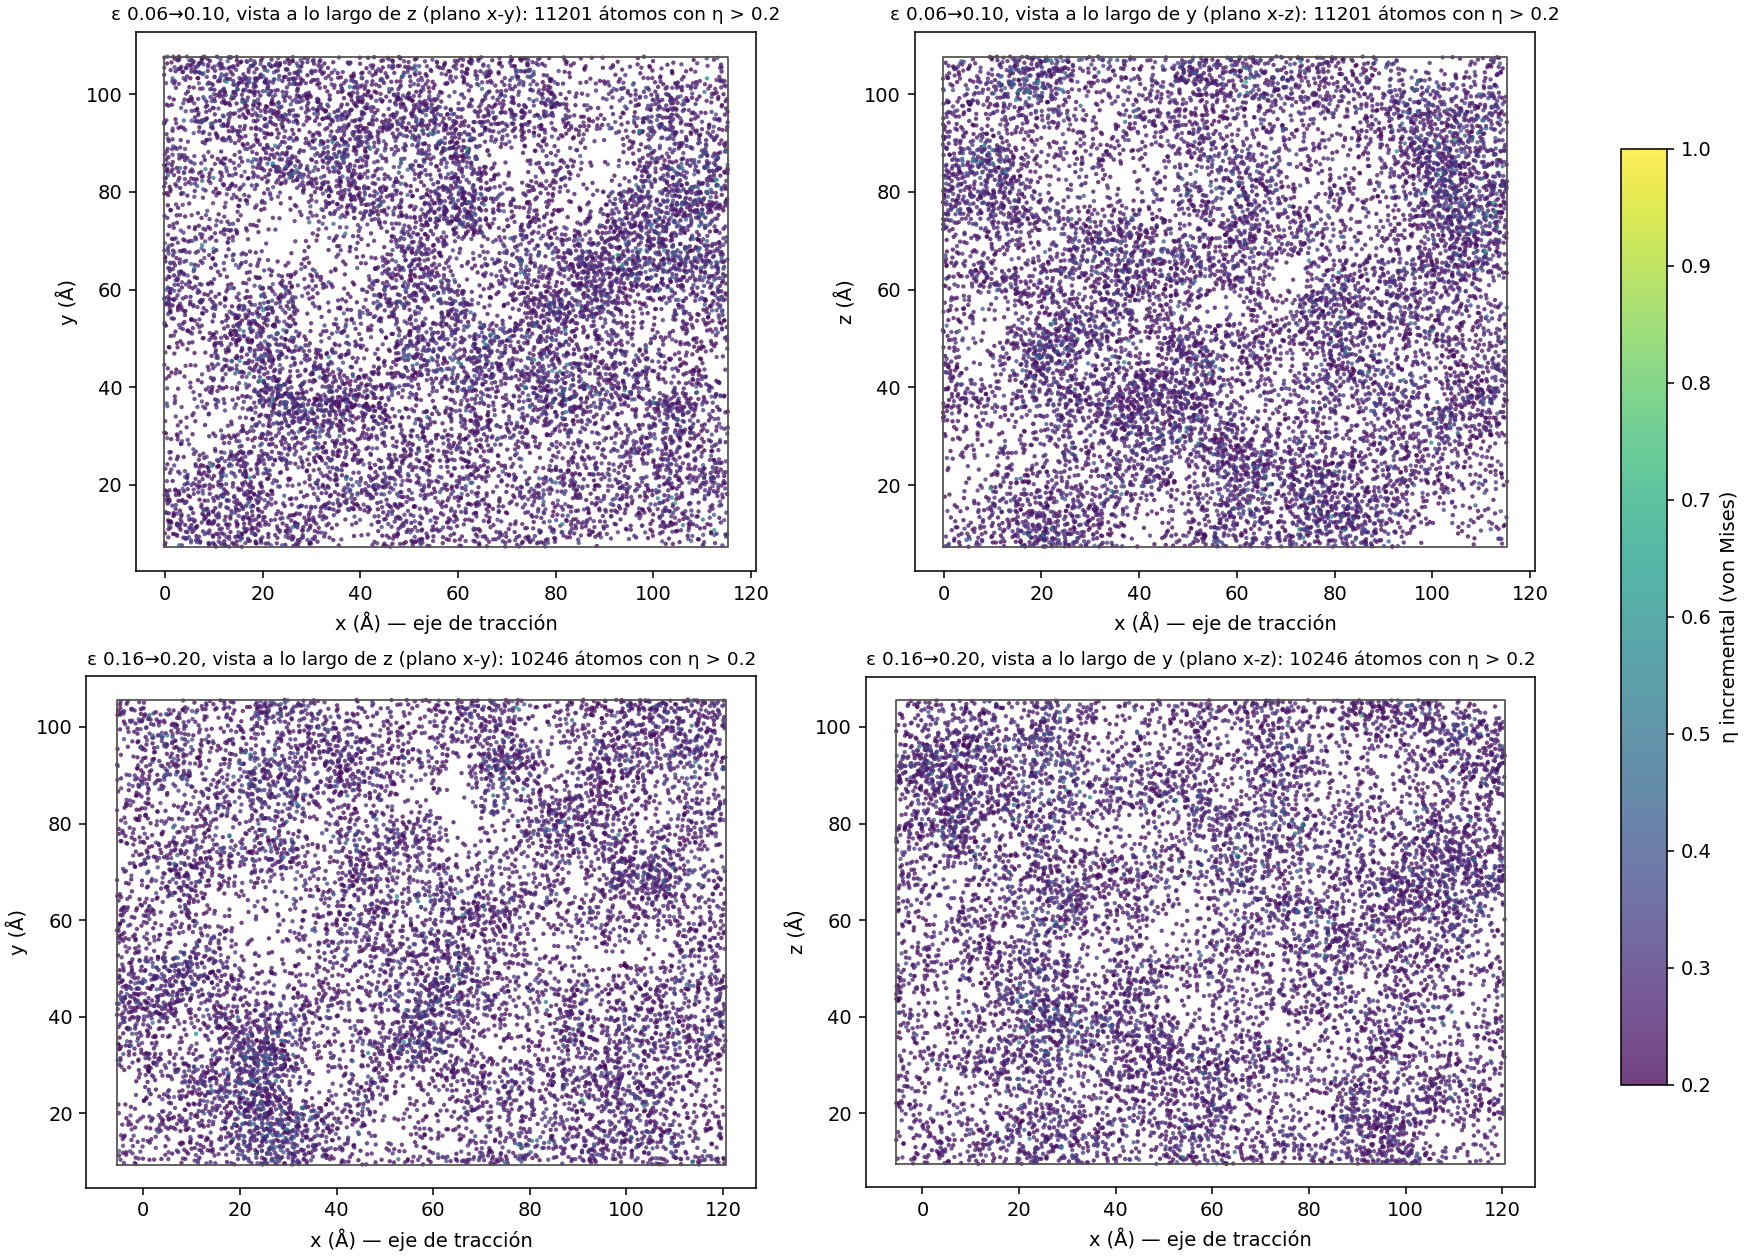 ε 0.06→0.10, vista a lo largo de z (plano x-y): 11201 átomos con η > 0.2
100
80
60
40
20
y (Å)
0 20 40 60 80 100 120
x (Å) — eje de tracción
ε 0.06→0.10, vista a lo largo de y (plano x-z): 11201 átomos con η > 0.2
100
80
60
40
20
z (Å)
0 20 40 60 80 100 120
x (Å) — eje de tracción
ε 0.16→0.20, vista a lo largo de z (plano x-y): 10246 átomos con η > 0.2
100
80
60
40
20
y (Å)
0 20 40 60 80 100 120
x (Å) — eje de tracción
ε 0.16→0.20, vista a lo largo de y (plano x-z): 10246 átomos con η > 0.2
100
80
60
40
20
z (Å)
0 20 40 60 80 100 120
x (Å) — eje de tracción
1.0
0.9
0.8
0.7
0.6
0.5
0.4
0.3
0.2
η incremental (von Mises)